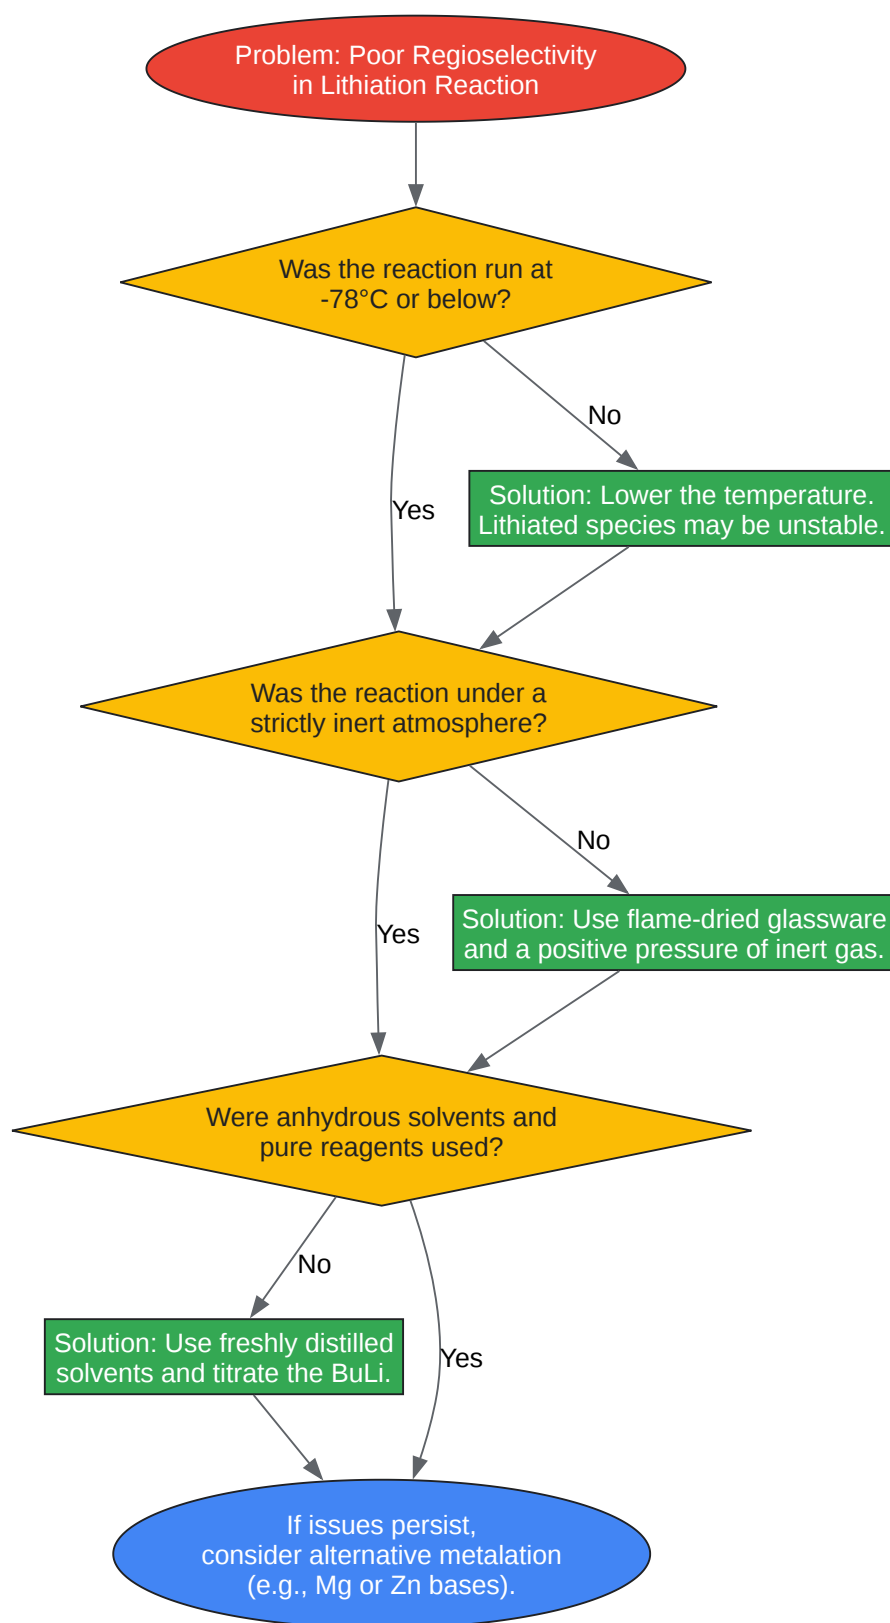 Problem: Poor Regioselectivity
in Lithiation Reaction
Was the reaction run at
-78°C or below?
No
Yes
Solution: Lower the temperature.
Lithiated species may be unstable.
Was the reaction under a
strictly inert atmosphere?
No
Yes
Solution: Use flame-dried glassware
and a positive pressure of inert gas.
Were anhydrous solvents and
pure reagents used?
No
Solution: Use freshly distilled
solvents and titrate the BuLi.
Yes
If issues persist,
consider alternative metalation
(e.g., Mg or Zn bases).